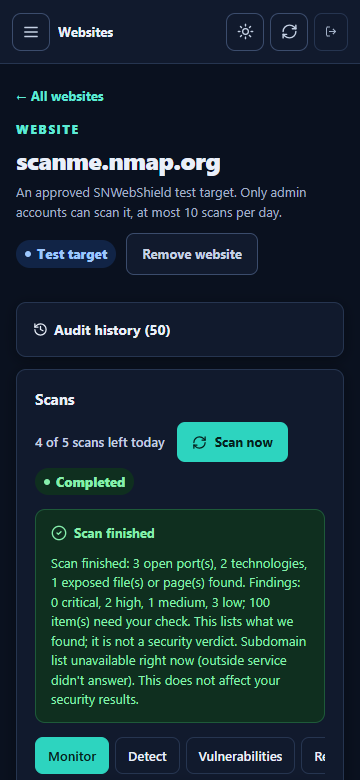 Websites
← All websites
WEBSITE
scanme.nmap.org
An approved SNWebShield test target. Only admin
accounts can scan it, at most 10 scans per day.
Test target
Remove website
Audit history (50)
Scans
4 of 5 scans left today
Scan now
Completed
Scan finished
Scan finished: 3 open port(s), 2 technologies,
1 exposed file(s) or page(s) found. Findings:
0 critical, 2 high, 1 medium, 3 low; 100
item(s) need your check. This lists what we
found; it is not a security verdict. Subdomain
list unavailable right now (outside service
didn't answer). This does not affect your
security results.
Monitor
Detect
Vulnerabilities